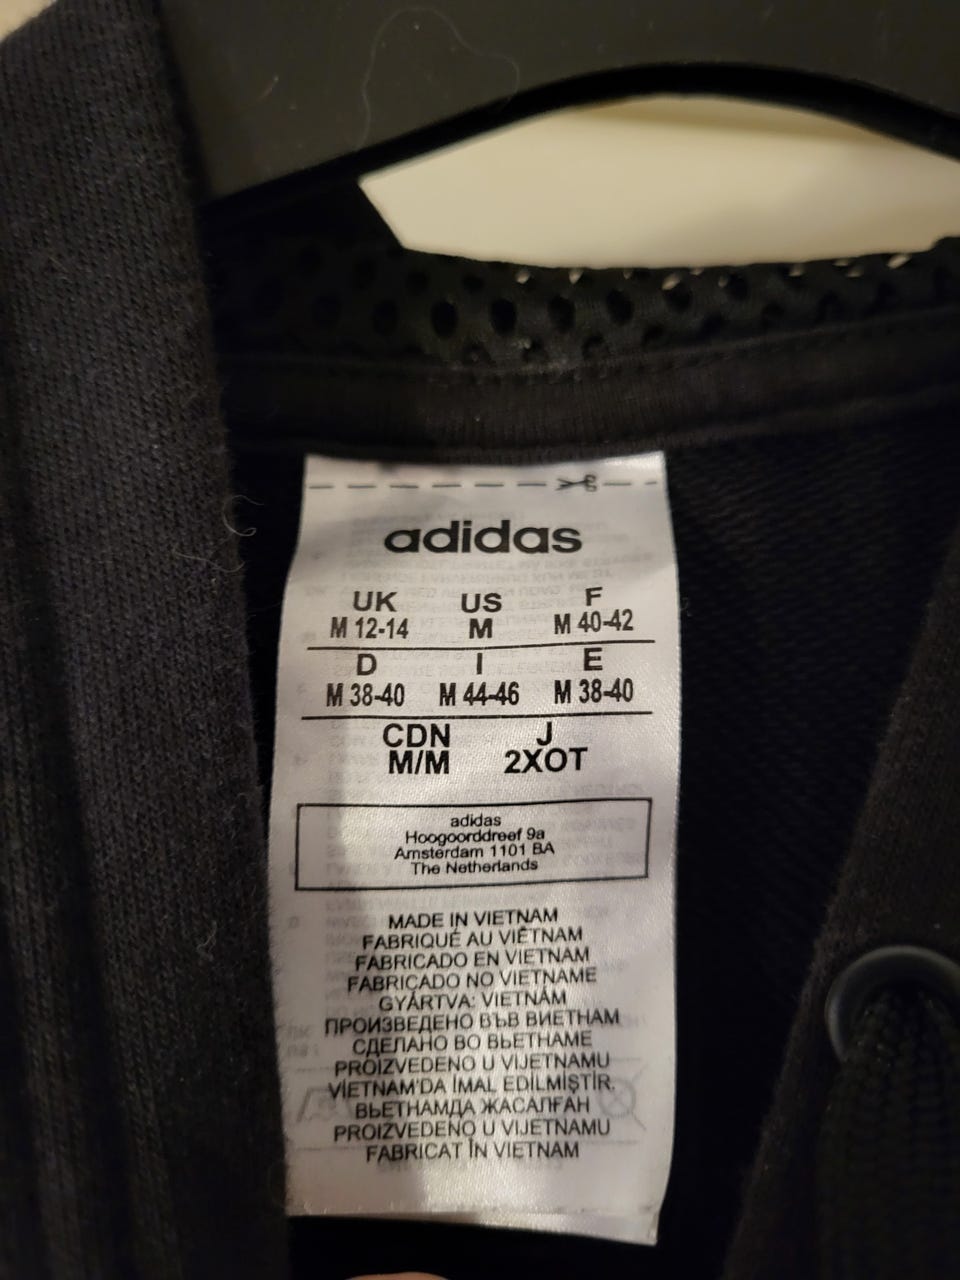 adidas
UK US F
M 12-14 M M 40-42
D I E
M 38-40 M 44-46 M 38-40
CDN J
M/M 2XOT
adidas
Hoogoorddreef 9a
Amsterdam 1101 BA
The Netherlands
MADE IN VIETNAM
FABRIQUÉ AU VIÊTNAM
FABRICADO EN VIETNAM
FABRICADO NO VIETNAME
GYÁRTVA: VIETNÁM
ПРОИЗВЕДЕНО ВЪВ ВИЕТНАМ
СДЕЛАНО ВО ВЬЕТНАМЕ
PROIZVEDENO U VIJETNAMU
VİETNAM'DA İMAL EDİLMİŞTİR.
ВЬЕТНАМДА ЖАСАЛҒАН
PROIZVEDENO U VIJETNAMU
FABRICAT ÎN VIETNAM